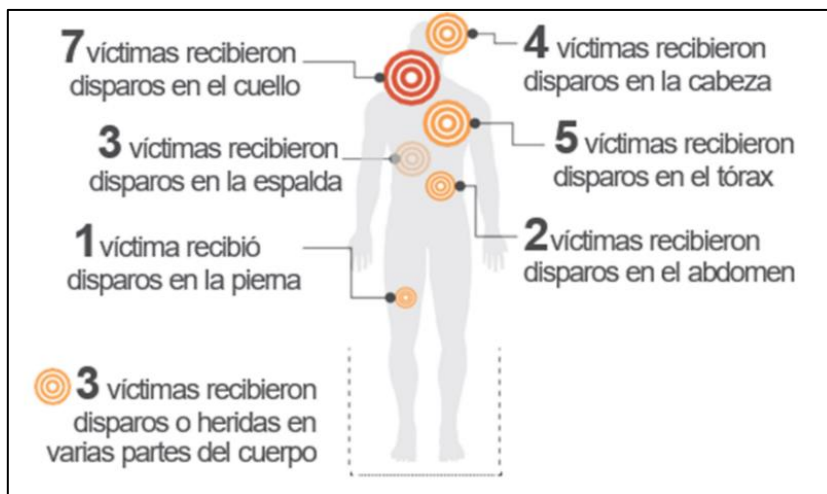 7 víctimas recibieron
disparos en el cuello
4 víctimas recibieron
disparos en la cabeza
3 víctimas recibieron
disparos en la espalda
5 víctimas recibieron
disparos en el tórax
1 víctima recibió
disparos en la pierna
2 víctimas recibieron
disparos en el abdomen
3 víctimas recibieron
disparos o heridas en
varias partes del cuerpo